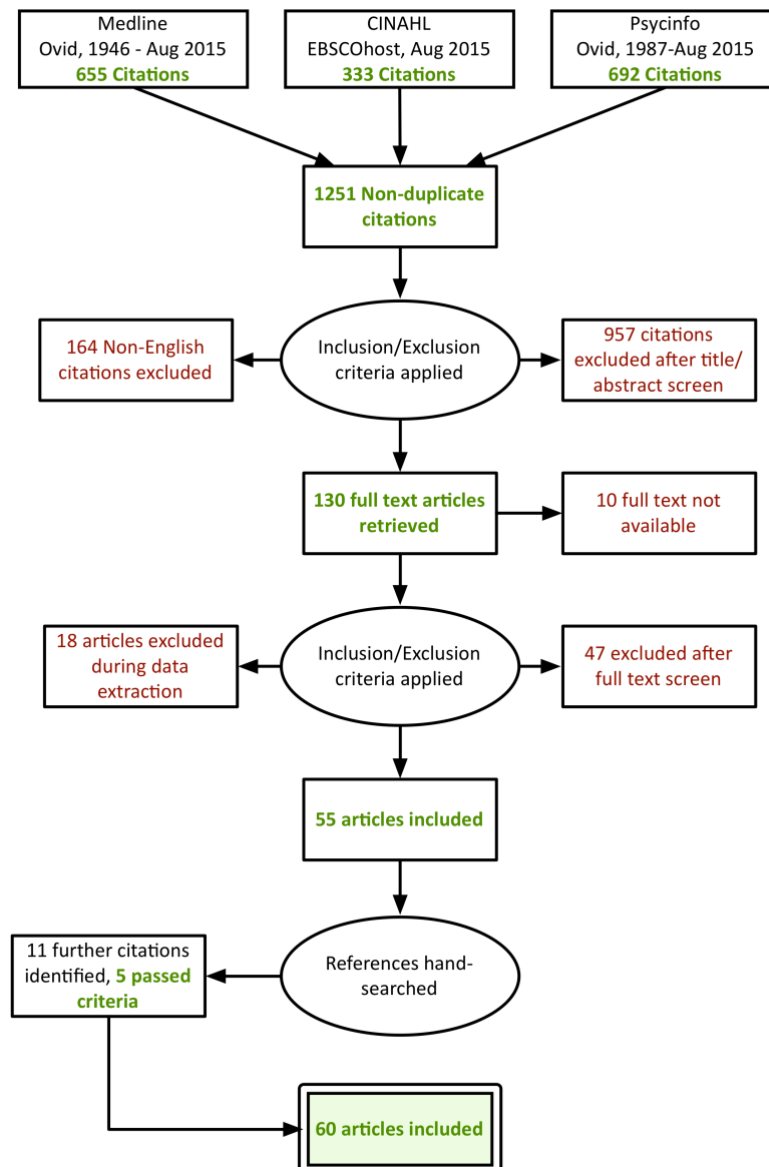 Medline
Ovid, 1946 - Aug 2015
655 Citations
CINAHL
EBSCOhost, Aug 2015
333 Citations
Psycinfo
Ovid, 1987-Aug 2015
692 Citations
1251 Non-duplicate
citations
164 Non-English
citations excluded
Inclusion/Exclusion
criteria applied
957 citations
excluded after title/
abstract screen
130 full text articles
retrieved
10 full text not
available
18 articles excluded
during data
extraction
Inclusion/Exclusion
criteria applied
47 excluded after
full text screen
55 articles included
11 further citations
identified, 5 passed
criteria
References hand-
searched
60 articles included